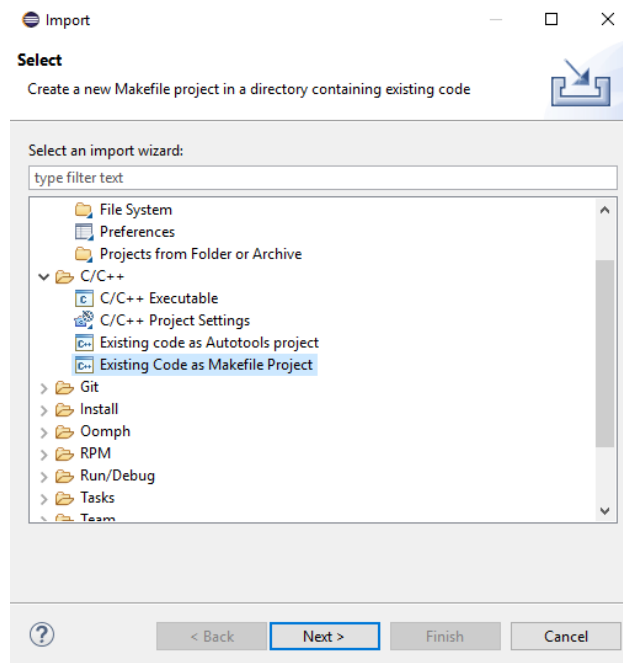 Import
Select
Create a new Makefile project in a directory containing existing code
Select an import wizard:
type filter text
File System
Preferences
Projects from Folder or Archive
C/C++
C/C++ Executable
C/C++ Project Settings
Existing code as Autotools project
Existing Code as Makefile Project
Git
Install
Oomph
RPM
Run/Debug
Tasks
Team
< Back
Next >
Finish
Cancel